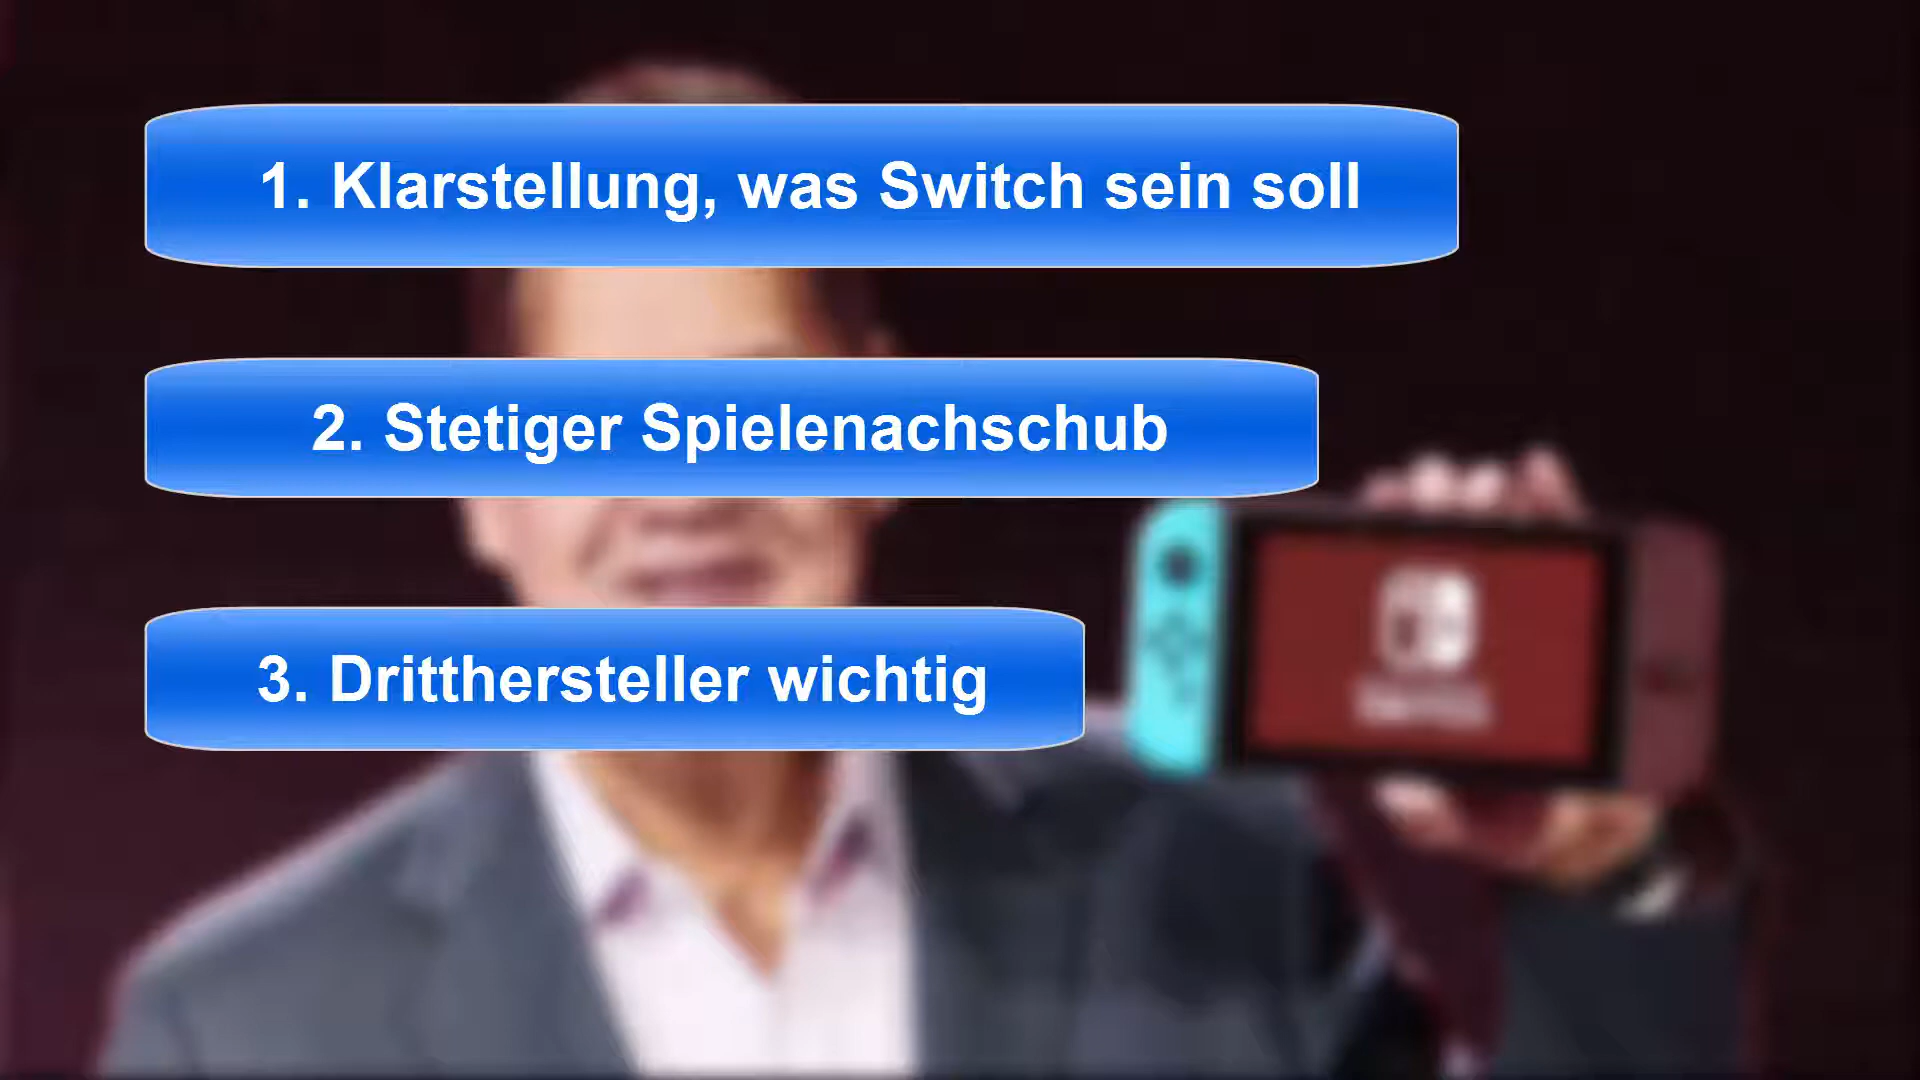 1. Klarstellung, was Switch sein soll
2. Stetiger Spielenachschub
3. Dritthersteller wichtig